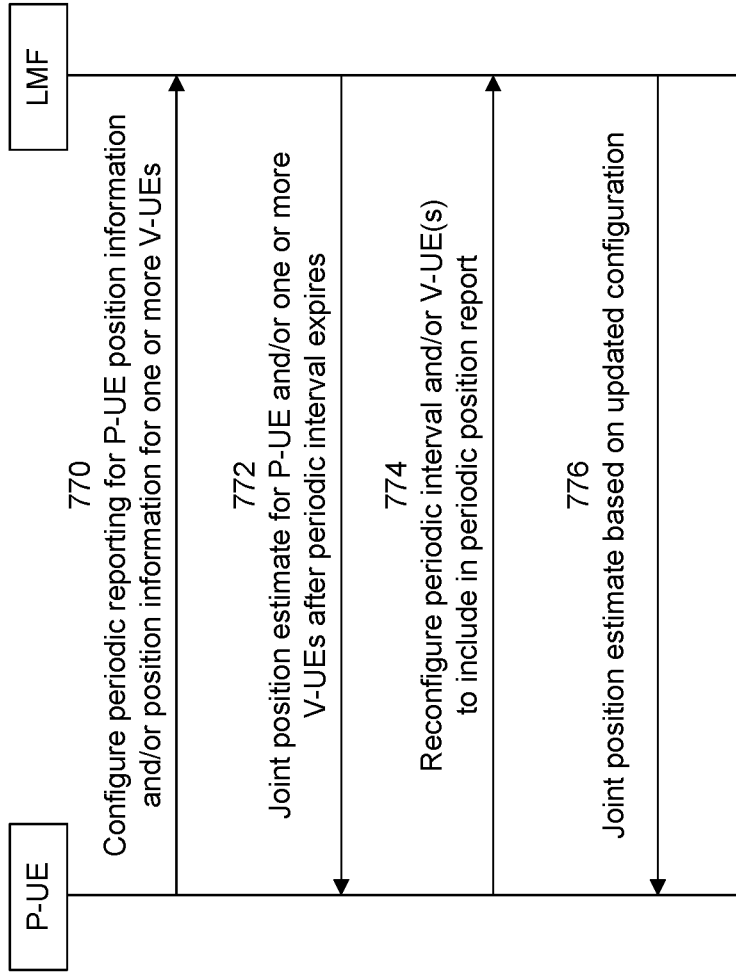 P-UE
LMF
770
Configure periodic reporting for P-UE position information
and/or position information for one or more V-UEs
772
Joint position estimate for P-UE and/or one or more
V-UEs after periodic interval expires
774
Reconfigure periodic interval and/or V-UE(s)
to include in periodic position report
776
Joint position estimate based on updated configuration